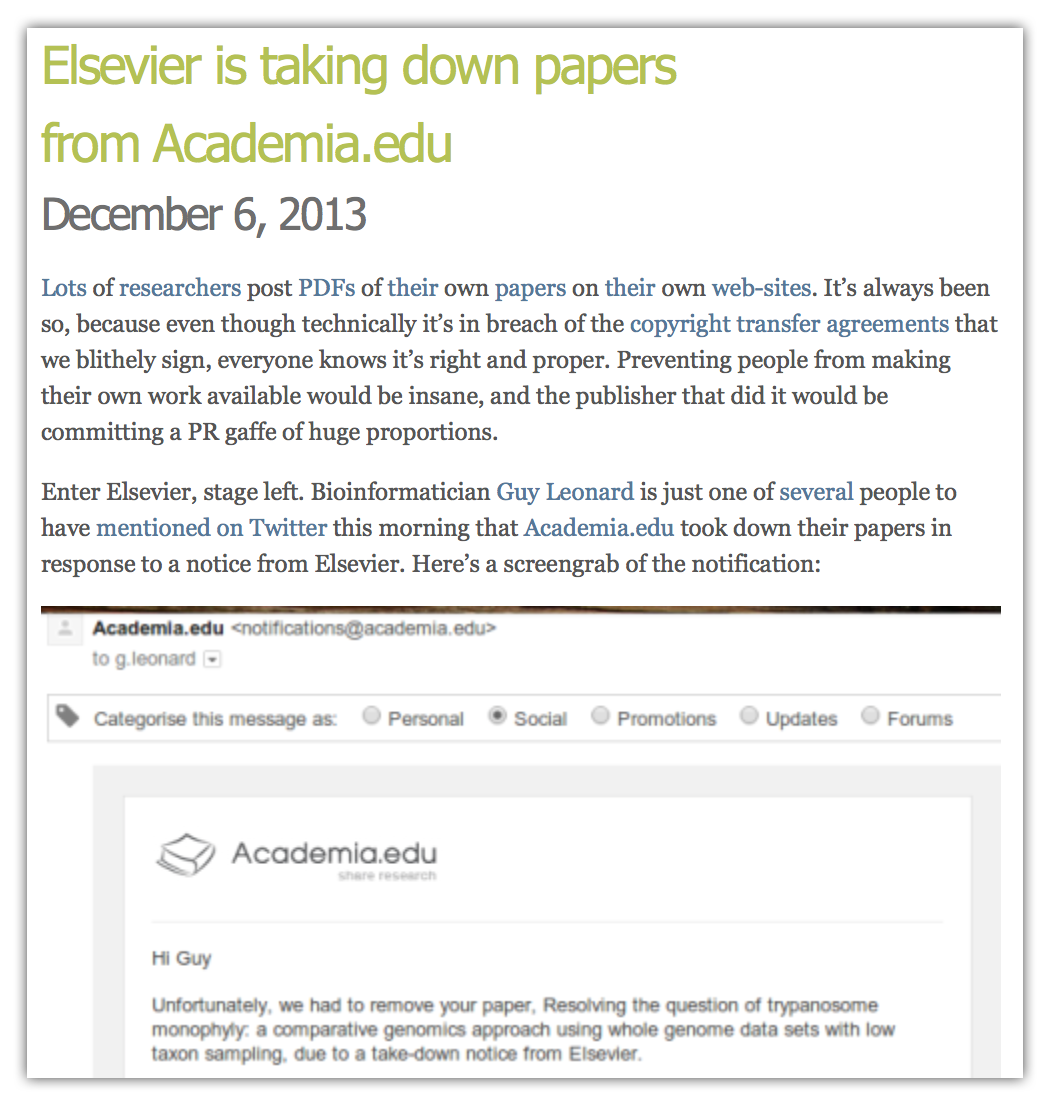 Elsevier is taking down papers
from Academia.edu
December 6, 2013
Lots of researchers post PDFs of their own papers on their own web-sites. It’s always been
so, because even though technically it’s in breach of the copyright transfer agreements that
we blithely sign, everyone knows it’s right and proper. Preventing people from making
their own work available would be insane, and the publisher that did it would be
committing a PR gaffe of huge proportions.
Enter Elsevier, stage left. Bioinformatician Guy Leonard is just one of several people to
have mentioned on Twitter this morning that Academia.edu took down their papers in
response to a notice from Elsevier. Here’s a screengrab of the notification:
Academia.edu <notifications@academia.edu>
to g.leonard
Categorise this message as: Personal Social Promotions Updates Forums
Academia.edu
share research
Hi Guy
Unfortunately, we had to remove your paper, Resolving the question of trypanosome
monophyly: a comparative genomics approach using whole genome data sets with low
taxon sampling, due to a take-down notice from Elsevier.